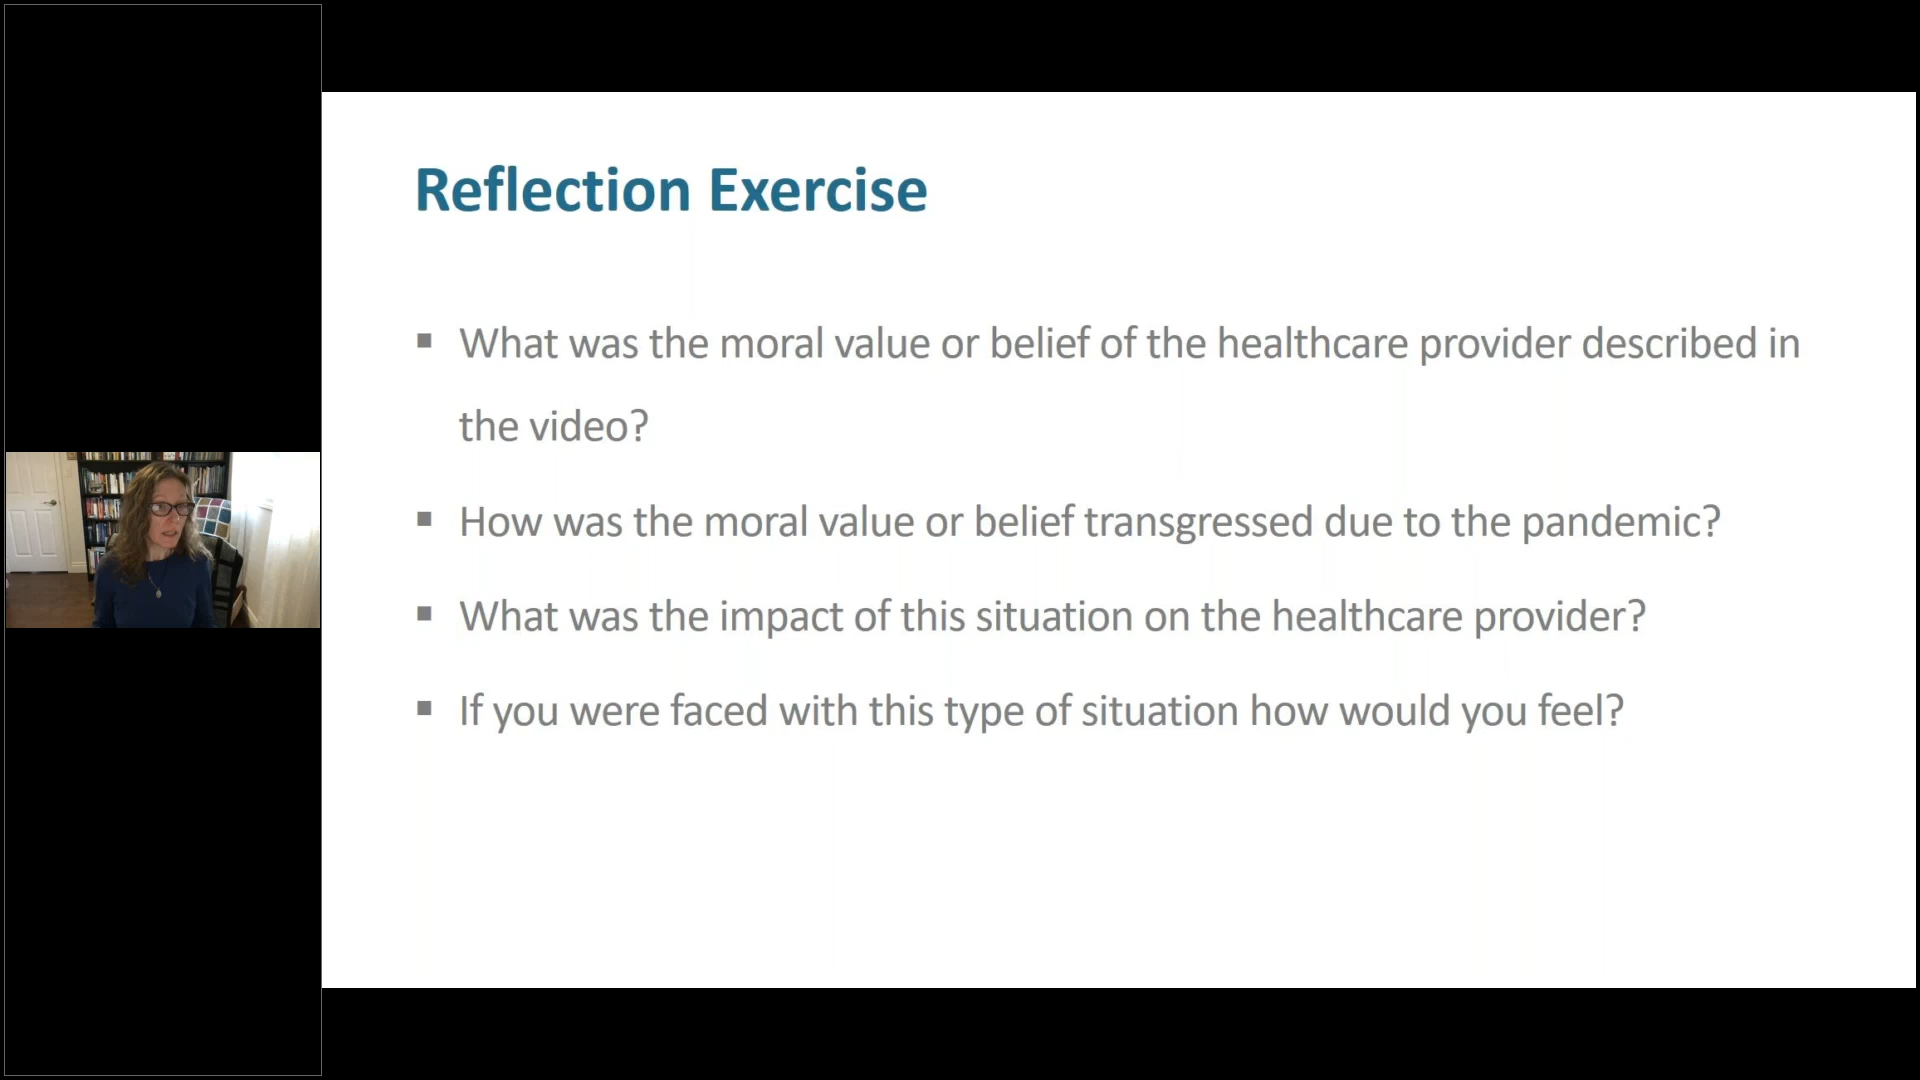 Reflection Exercise
▪ What was the moral value or belief of the healthcare provider described in
the video?
▪ How was the moral value or belief transgressed due to the pandemic?
▪ What was the impact of this situation on the healthcare provider?
▪ If you were faced with this type of situation how would you feel?